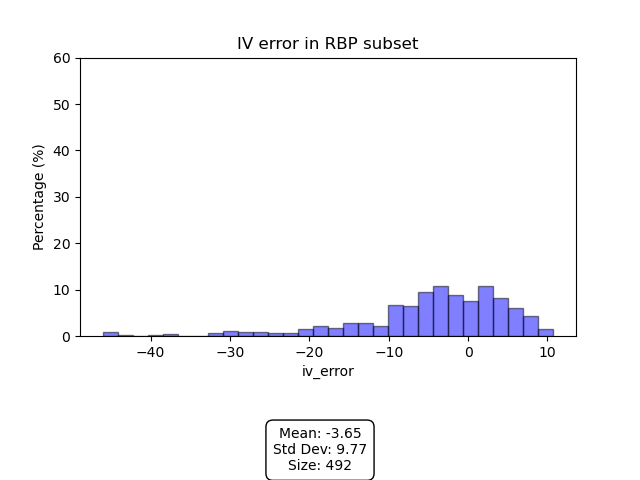 IV error in RBP subset
60
50
40
30
20
10
0
Percentage (%)
−40
−30
−20
−10
0
10
iv_error
Mean: -3.65
Std Dev: 9.77
Size: 492